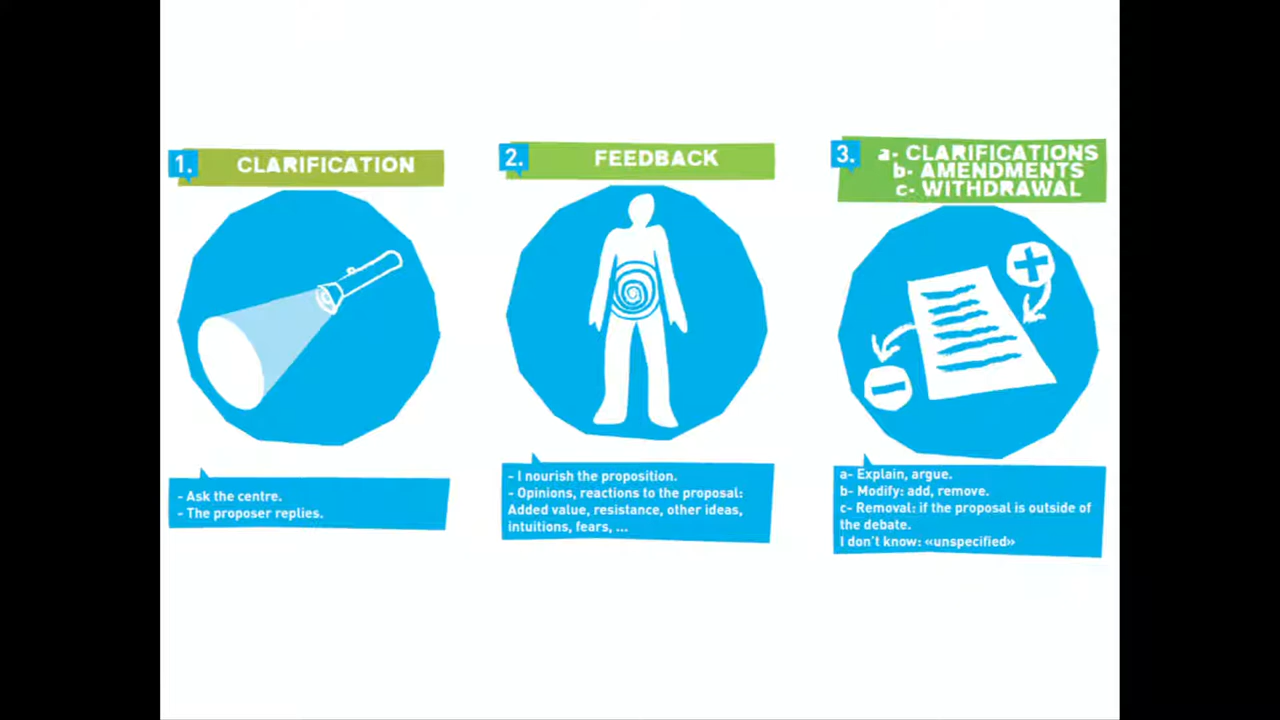 1.
CLARIFICATION
- Ask the centre.
- The proposer replies.
2.
FEEDBACK
- I nourish the proposition.
- Opinions, reactions to the proposal:
Added value, resistance, other ideas,
intuitions, fears, ...
3.
a- CLARIFICATIONS
b- AMENDMENTS
c- WITHDRAWAL
a- Explain, argue.
b- Modify: add, remove.
c- Removal: if the proposal is outside of
the debate.
I don't know: «unspecified»